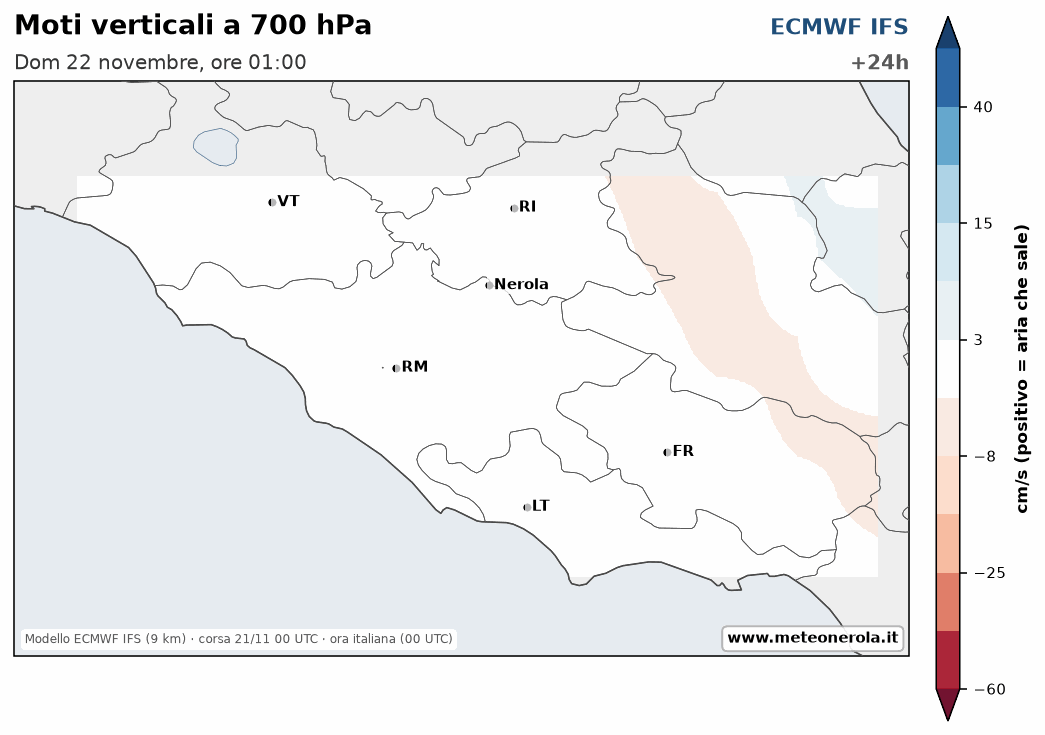 Moti verticali a 700 hPa
ECMWF IFS
Dom 22 novembre, ore 01:00
+24h
VT
RI
Nerola
RM
FR
LT
40
15
3
−8
−25
−60
cm/s (positivo = aria che sale)
Modello ECMWF IFS (9 km) · corsa 21/11 00 UTC · ora italiana (00 UTC)
www.meteonerola.it